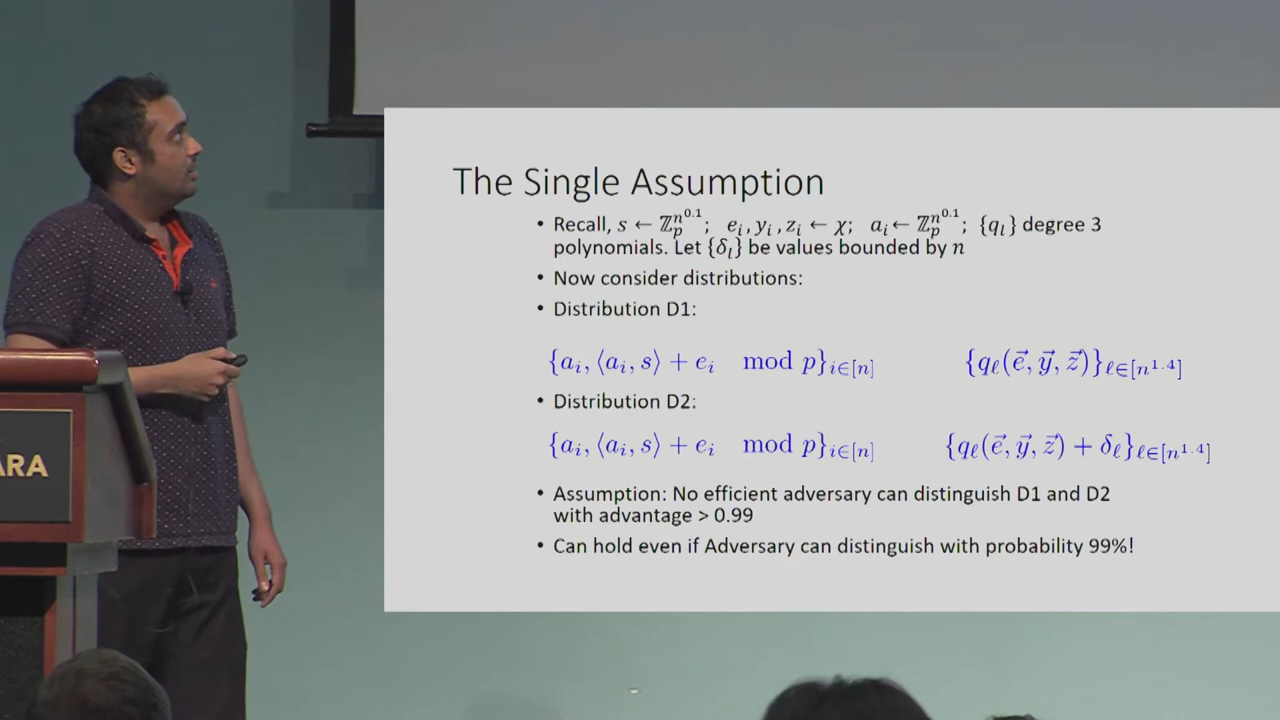 The Single Assumption
• Recall, s ← ℤ_p^{n^{0.1}}; e_i, y_i, z_i ← χ; a_i ← ℤ_p^{n^{0.1}}; {q_l} degree 3
polynomials. Let {δ_l} be values bounded by n
• Now consider distributions:
• Distribution D1:
{a_i, ⟨a_i, s⟩ + e_i mod p}_{i∈[n]} {q_ℓ(e⃗, y⃗, z⃗)}_{ℓ∈[n^{1.4}]}
• Distribution D2:
{a_i, ⟨a_i, s⟩ + e_i mod p}_{i∈[n]} {q_ℓ(e⃗, y⃗, z⃗) + δ_ℓ}_{ℓ∈[n^{1.4}]}
• Assumption: No efficient adversary can distinguish D1 and D2
with advantage > 0.99
• Can hold even if Adversary can distinguish with probability 99%!
ARA